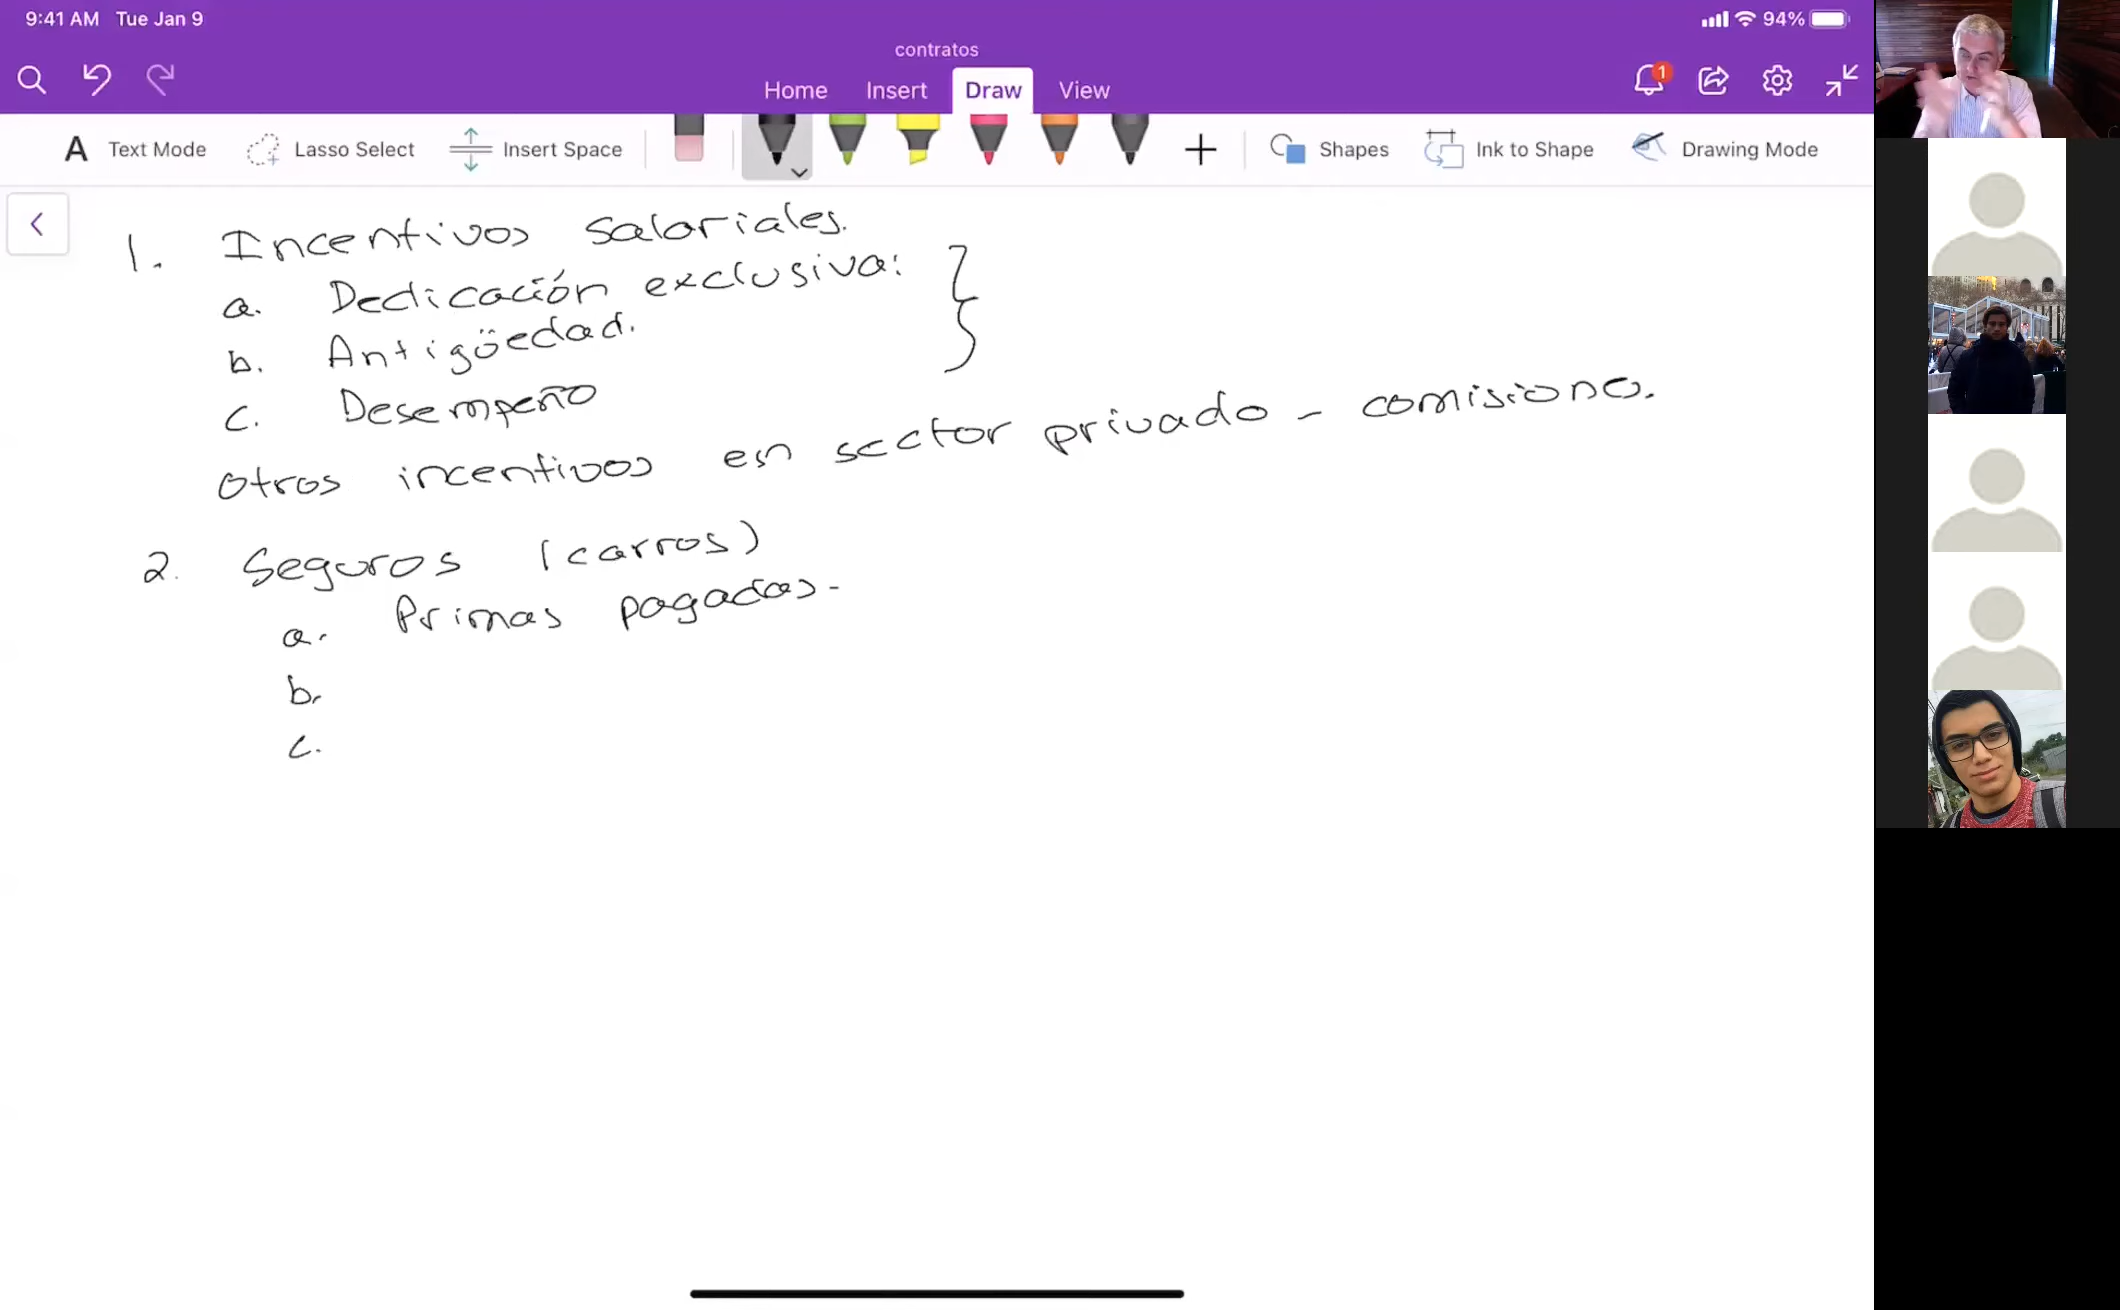 9:41 AM Tue Jan 9
94%
contratos
Home Insert Draw View
1
A Text Mode Lasso Select Insert Space Shapes Ink to Shape Drawing Mode
1. Incentivos salariales.
a. Dedicación exclusiva:
b. Antigüedad.
c. Desempeño
otros incentivos en sector privado - comisiono.
2. Seguros (carros)
a. Primas pagadas-
b.
c.